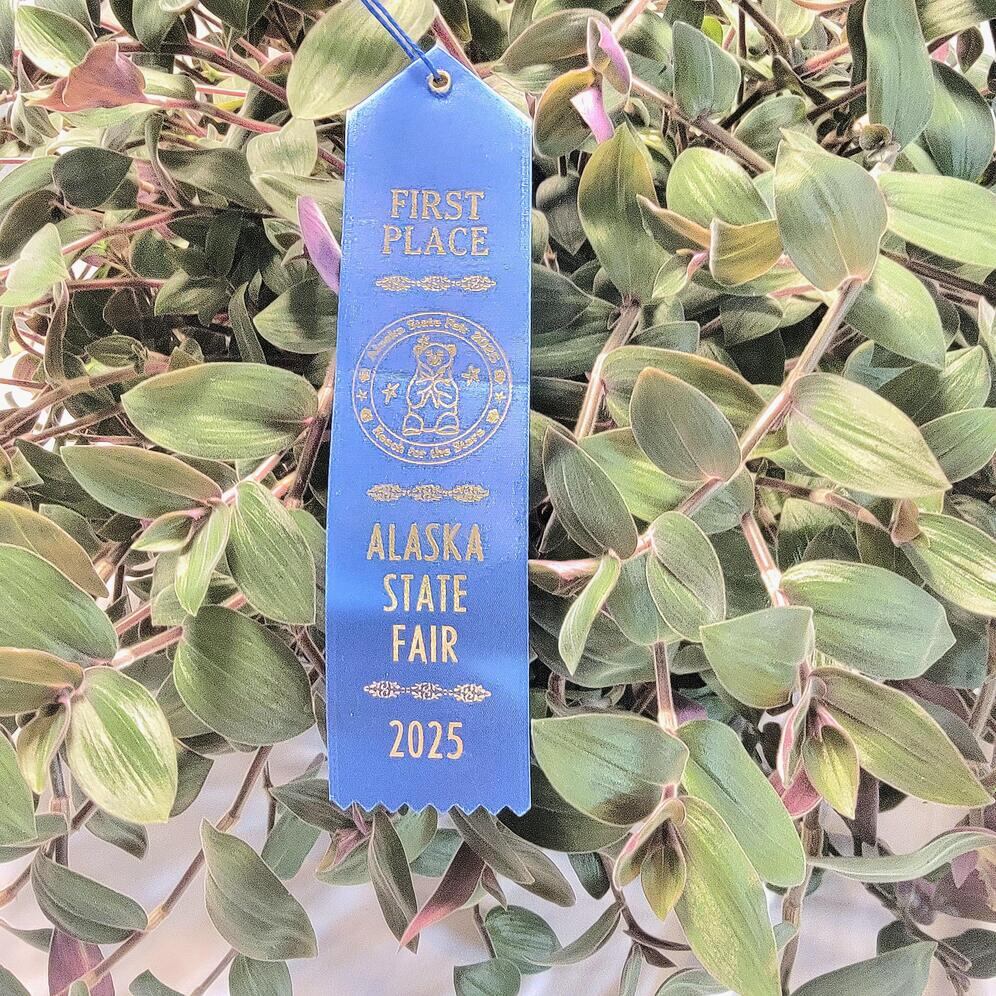 FIRST
PLACE
Alaska State Fair 2025
Reach for the Stars
ALASKA
STATE
FAIR
2025